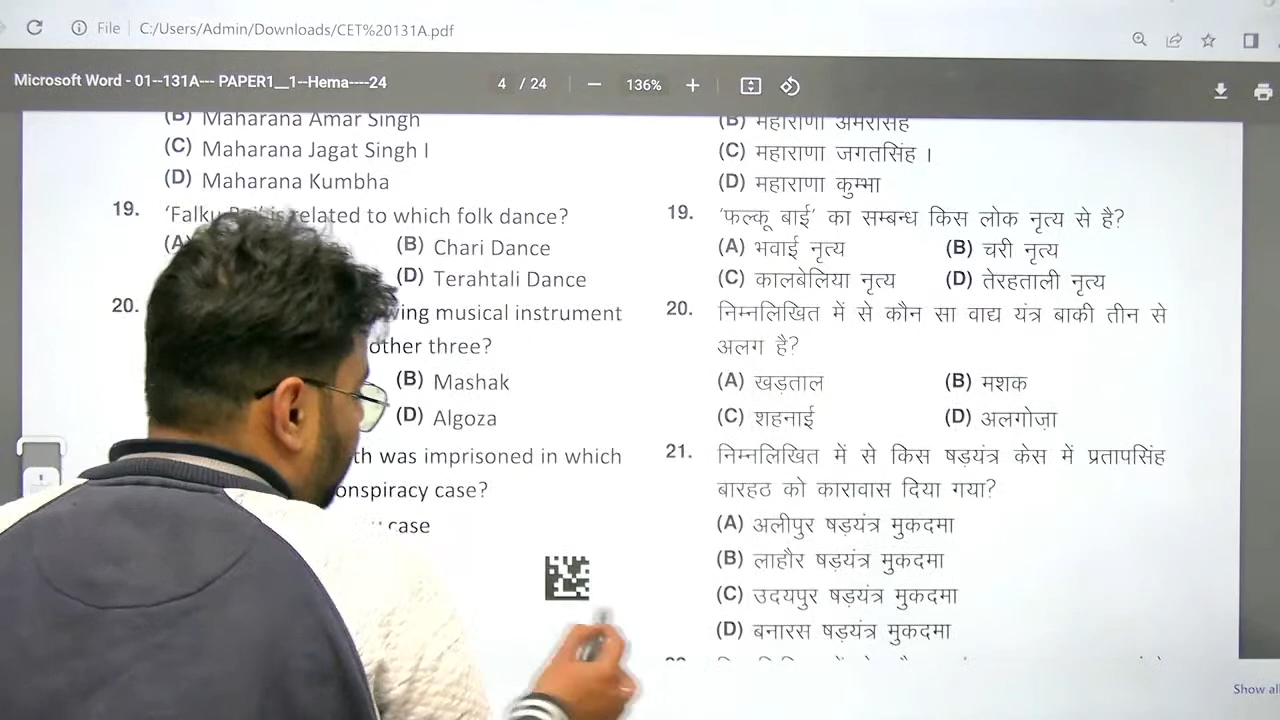 File
C:/Users/Admin/Downloads/CET%20131A.pdf
Microsoft Word - 01--131A--- PAPER1__1--Hema----24
4 / 24
136%
(B) Maharana Amar Singh
(C) Maharana Jagat Singh I
(D) Maharana Kumbha
19. 'Falku Bai' is related to which folk dance?
(A)
(B) Chari Dance
(D) Terahtali Dance
20.
musical instrument
other three?
(B) Mashak
(D) Algoza
was imprisoned in which
case?
case
(B) महाराणा अमरसिंह
(C) महाराणा जगतसिंह I
(D) महाराणा कुम्भा
19. 'फल्कू बाई' का सम्बन्ध किस लोक नृत्य से है?
(A) भवाई नृत्य (B) चरी नृत्य
(C) कालबेलिया नृत्य (D) तेरहताली नृत्य
20. निम्नलिखित में से कौन सा वाद्य यंत्र बाकी तीन से
अलग है?
(A) खड़ताल (B) मशक
(C) शहनाई (D) अलगोज़ा
21. निम्नलिखित में से किस षड़यंत्र केस में प्रतापसिंह
बारहठ को कारावास दिया गया?
(A) अलीपुर षड़यंत्र मुकदमा
(B) लाहौर षड़यंत्र मुकदमा
(C) उदयपुर षड़यंत्र मुकदमा
(D) बनारस षड़यंत्र मुकदमा
Show all